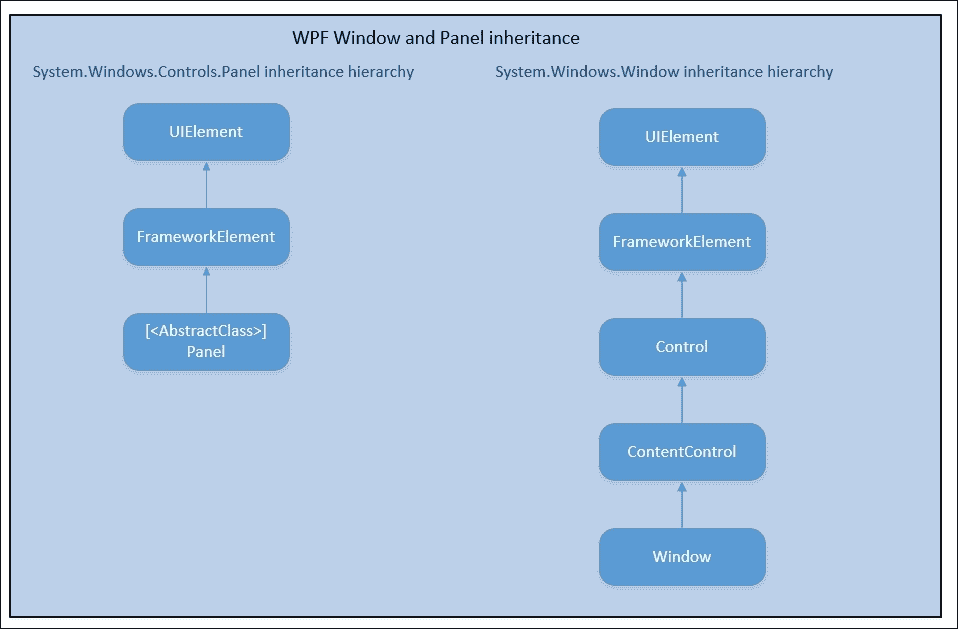 WPF Window and Panel inheritance
System.Windows.Controls.Panel inheritance hierarchy
UIElement
FrameworkElement
[<AbstractClass>]
Panel
System.Windows.Window inheritance hierarchy
UIElement
FrameworkElement
Control
ContentControl
Window